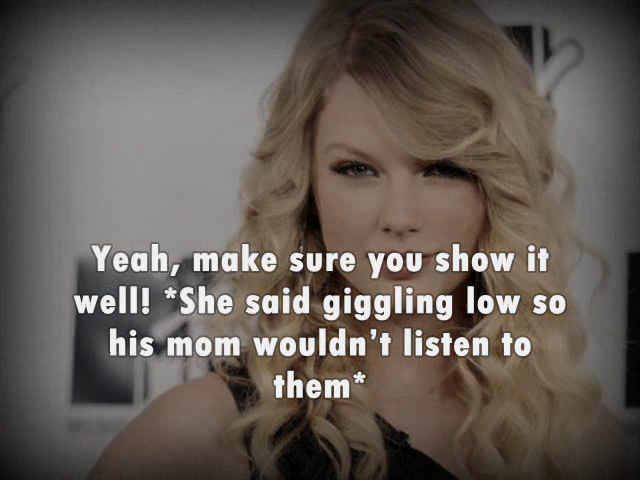 Yeah, make sure you show it
well! *She said giggling low so
his mom wouldn't listen to
them*